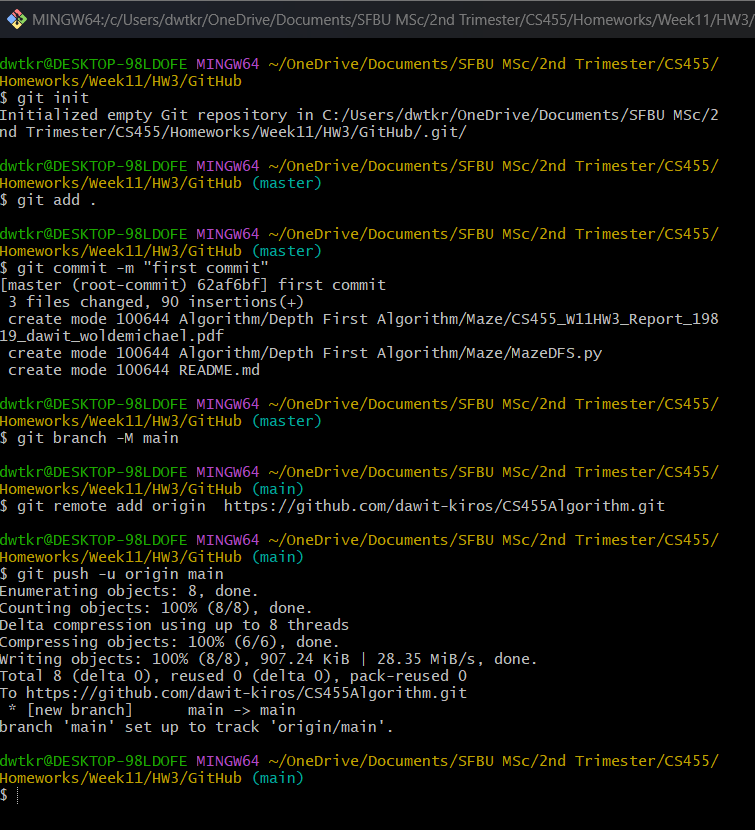 MINGW64:/c/Users/dwtkr/OneDrive/Documents/SFBU MSc/2nd Trimester/CS455/Homeworks/Week11/HW3/
dwtkr@DESKTOP-98LDOFE MINGW64 ~/OneDrive/Documents/SFBU MSc/2nd Trimester/CS455/
Homeworks/Week11/HW3/GitHub
$ git init
Initialized empty Git repository in C:/Users/dwtkr/OneDrive/Documents/SFBU MSc/2
nd Trimester/CS455/Homeworks/Week11/HW3/GitHub/.git/
dwtkr@DESKTOP-98LDOFE MINGW64 ~/OneDrive/Documents/SFBU MSc/2nd Trimester/CS455/
Homeworks/Week11/HW3/GitHub (master)
$ git add .
dwtkr@DESKTOP-98LDOFE MINGW64 ~/OneDrive/Documents/SFBU MSc/2nd Trimester/CS455/
Homeworks/Week11/HW3/GitHub (master)
$ git commit -m "first commit"
[master (root-commit) 62af6bf] first commit
 3 files changed, 90 insertions(+)
 create mode 100644 Algorithm/Depth First Algorithm/Maze/CS455_W11HW3_Report_198
19_dawit_woldemichael.pdf
 create mode 100644 Algorithm/Depth First Algorithm/Maze/MazeDFS.py
 create mode 100644 README.md
dwtkr@DESKTOP-98LDOFE MINGW64 ~/OneDrive/Documents/SFBU MSc/2nd Trimester/CS455/
Homeworks/Week11/HW3/GitHub (master)
$ git branch -M main
dwtkr@DESKTOP-98LDOFE MINGW64 ~/OneDrive/Documents/SFBU MSc/2nd Trimester/CS455/
Homeworks/Week11/HW3/GitHub (main)
$ git remote add origin  https://github.com/dawit-kiros/CS455Algorithm.git
dwtkr@DESKTOP-98LDOFE MINGW64 ~/OneDrive/Documents/SFBU MSc/2nd Trimester/CS455/
Homeworks/Week11/HW3/GitHub (main)
$ git push -u origin main
Enumerating objects: 8, done.
Counting objects: 100% (8/8), done.
Delta compression using up to 8 threads
Compressing objects: 100% (6/6), done.
Writing objects: 100% (8/8), 907.24 KiB | 28.35 MiB/s, done.
Total 8 (delta 0), reused 0 (delta 0), pack-reused 0
To https://github.com/dawit-kiros/CS455Algorithm.git
 * [new branch]      main -> main
branch 'main' set up to track 'origin/main'.
dwtkr@DESKTOP-98LDOFE MINGW64 ~/OneDrive/Documents/SFBU MSc/2nd Trimester/CS455/
Homeworks/Week11/HW3/GitHub (main)
$